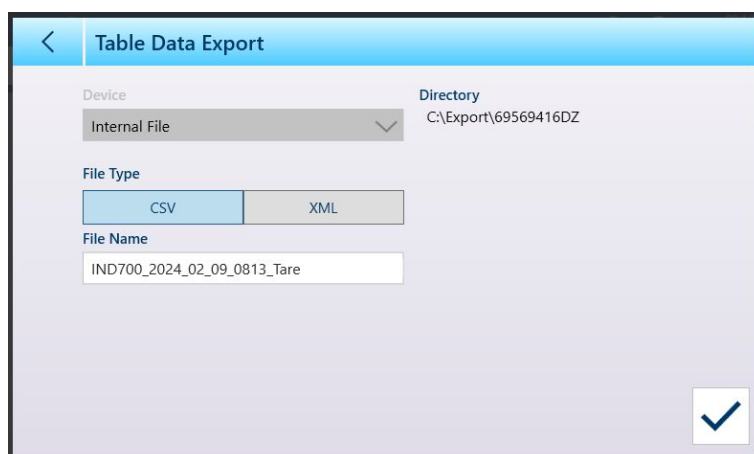 Table Data Export
Device
Internal File
Directory
C:\Export\69569416DZ
File Type
CSV
XML
File Name
IND700_2024_02_09_0813_Tare